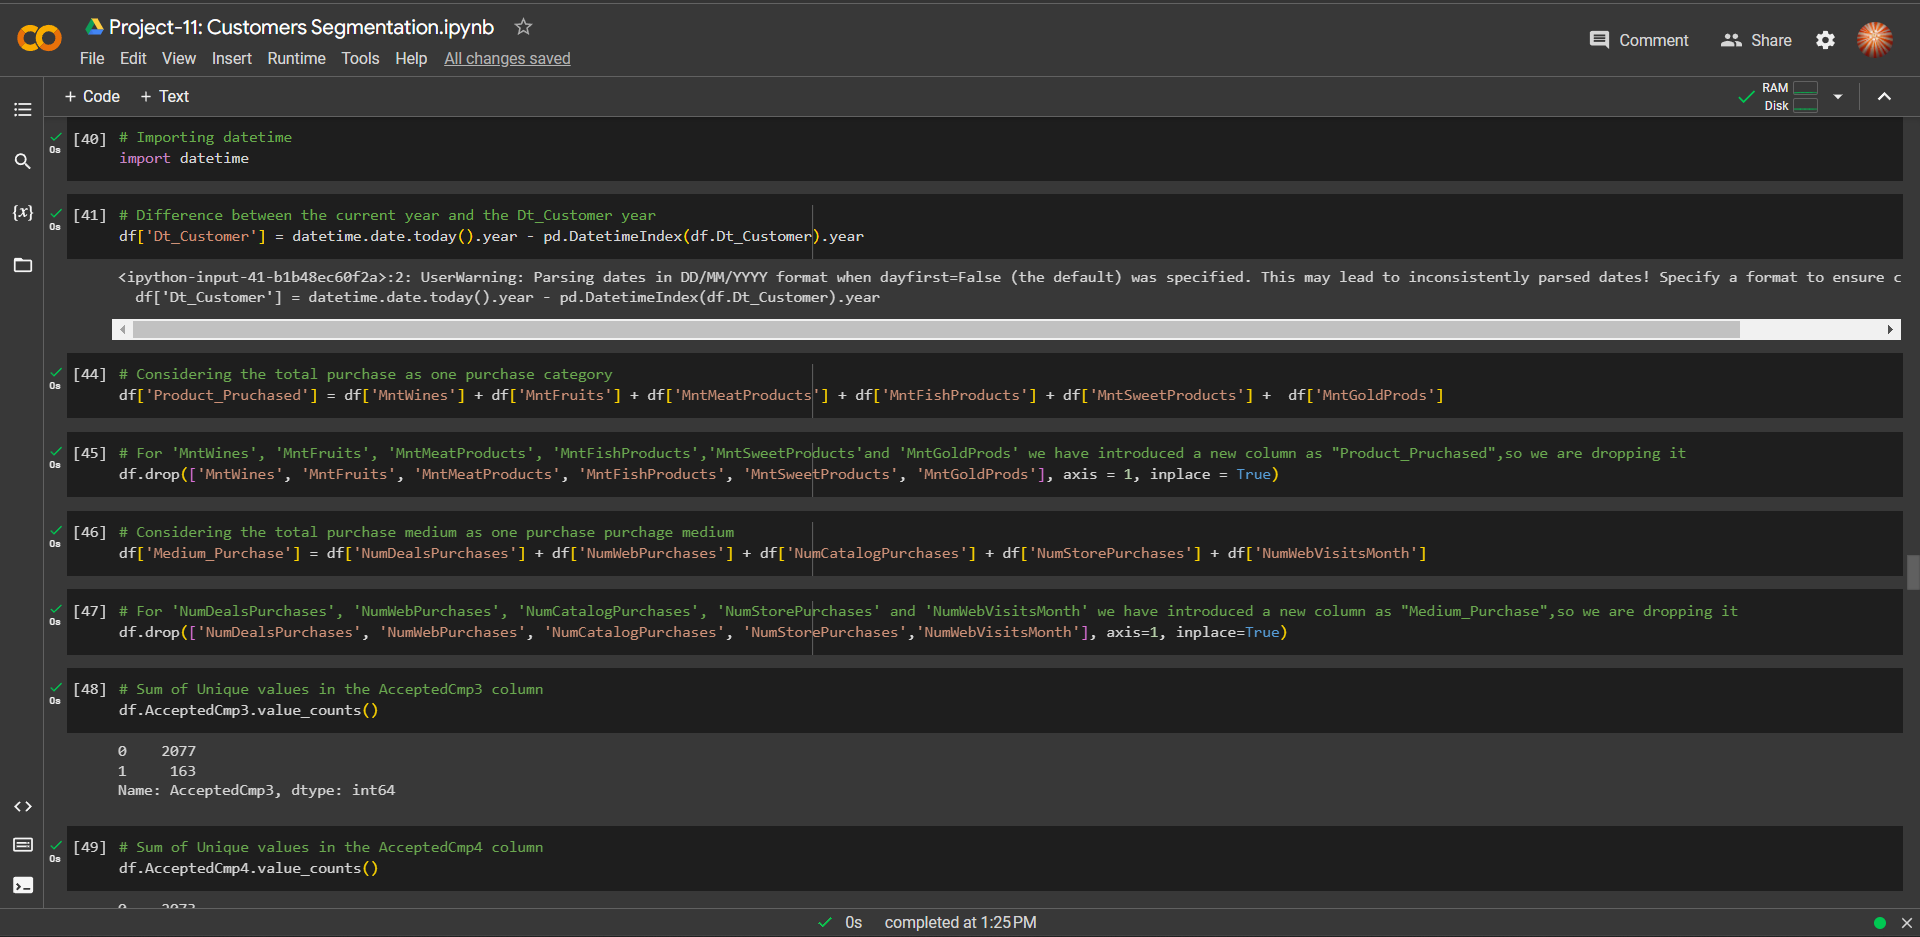 Project-11: Customers Segmentation.ipynb
File Edit View Insert Runtime Tools Help All changes saved
Comment Share
+ Code + Text
RAM
Disk
0s
[40] # Importing datetime
import datetime
0s
[41] # Difference between the current year and the Dt_Customer year
df['Dt_Customer'] = datetime.date.today().year - pd.DatetimeIndex(df.Dt_Customer).year
<ipython-input-41-b1b48ec60f2a>:2: UserWarning: Parsing dates in DD/MM/YYYY format when dayfirst=False (the default) was specified. This may lead to inconsistently parsed dates! Specify a format to ensure c
df['Dt_Customer'] = datetime.date.today().year - pd.DatetimeIndex(df.Dt_Customer).year
0s
[44] # Considering the total purchase as one purchase category
df['Product_Pruchased'] = df['MntWines'] + df['MntFruits'] + df['MntMeatProducts'] + df['MntFishProducts'] + df['MntSweetProducts'] +  df['MntGoldProds']
0s
[45] # For 'MntWines', 'MntFruits', 'MntMeatProducts', 'MntFishProducts','MntSweetProducts'and 'MntGoldProds' we have introduced a new column as "Product_Pruchased",so we are dropping it
df.drop(['MntWines', 'MntFruits', 'MntMeatProducts', 'MntFishProducts', 'MntSweetProducts', 'MntGoldProds'], axis = 1, inplace = True)
0s
[46] # Considering the total purchase medium as one purchase purchage medium
df['Medium_Purchase'] = df['NumDealsPurchases'] + df['NumWebPurchases'] + df['NumCatalogPurchases'] + df['NumStorePurchases'] + df['NumWebVisitsMonth']
0s
[47] # For 'NumDealsPurchases', 'NumWebPurchases', 'NumCatalogPurchases', 'NumStorePurchases' and 'NumWebVisitsMonth' we have introduced a new column as "Medium_Purchase",so we are dropping it
df.drop(['NumDealsPurchases', 'NumWebPurchases', 'NumCatalogPurchases', 'NumStorePurchases','NumWebVisitsMonth'], axis=1, inplace=True)
0s
[48] # Sum of Unique values in the AcceptedCmp3 column
df.AcceptedCmp3.value_counts()
0 2077
1 163
Name: AcceptedCmp3, dtype: int64
0s
[49] # Sum of Unique values in the AcceptedCmp4 column
df.AcceptedCmp4.value_counts()
0s completed at 1:25 PM